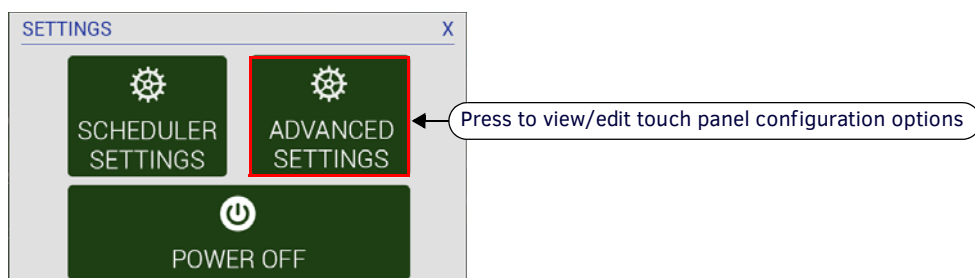 SETTINGS X
SCHEDULER
SETTINGS
ADVANCED
SETTINGS
Press to view/edit touch panel configuration options
POWER OFF